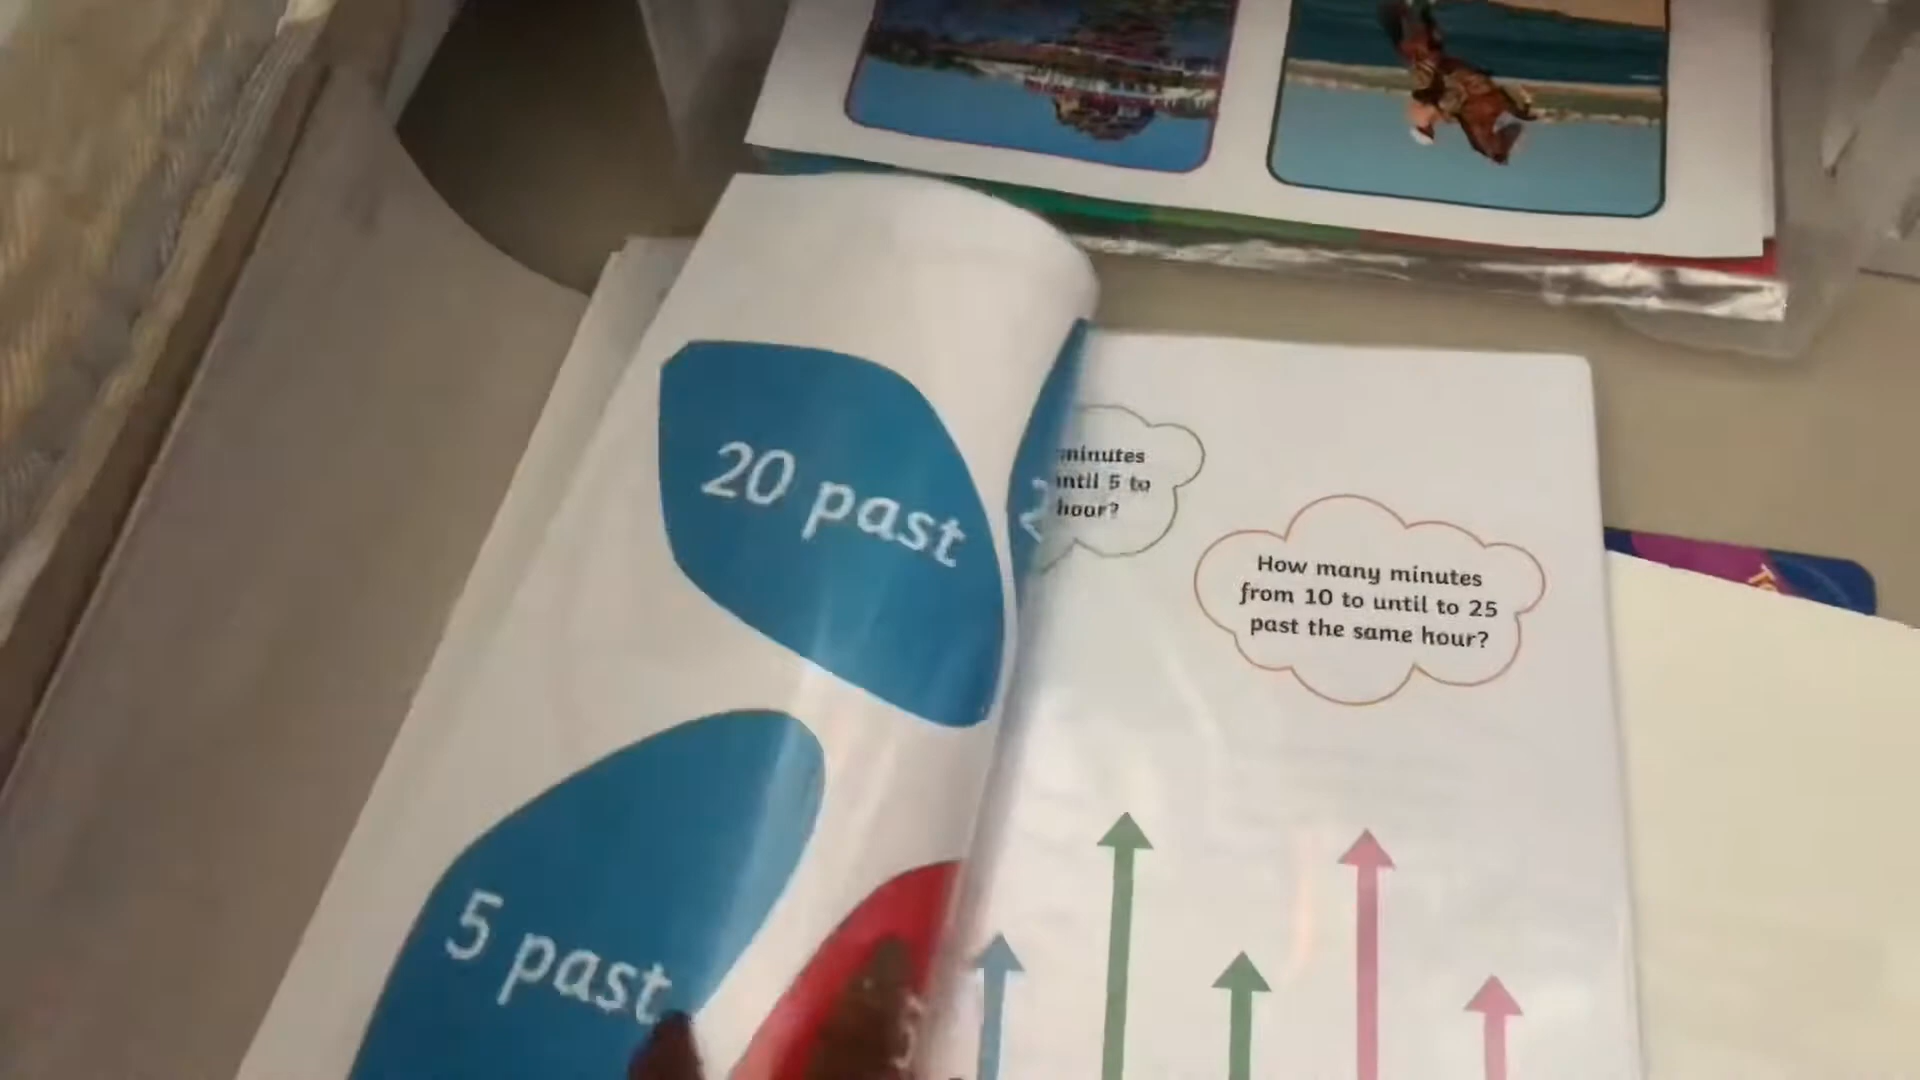 20 past
5 past
minutes
until 5 to
hour?
How many minutes
from 10 to until to 25
past the same hour?